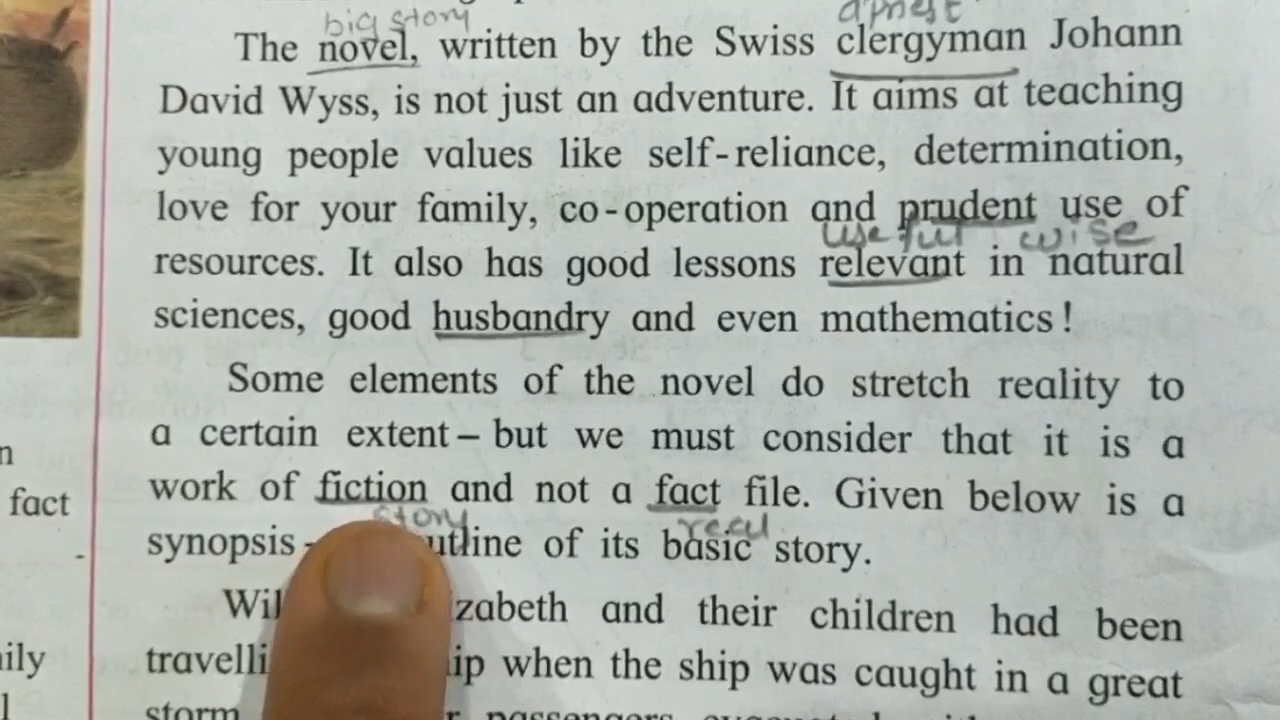 big story
a priest
The novel, written by the Swiss clergyman Johann
David Wyss, is not just an adventure. It aims at teaching
young people values like self-reliance, determination,
love for your family, co-operation and prudent use of
useful wise
resources. It also has good lessons relevant in natural
sciences, good husbandry and even mathematics!
Some elements of the novel do stretch reality to
a certain extent – but we must consider that it is a
work of fiction and not a fact file. Given below is a
story real
synopsis of its basic story.
and their children had been
when the ship was caught in a great
storm
fact